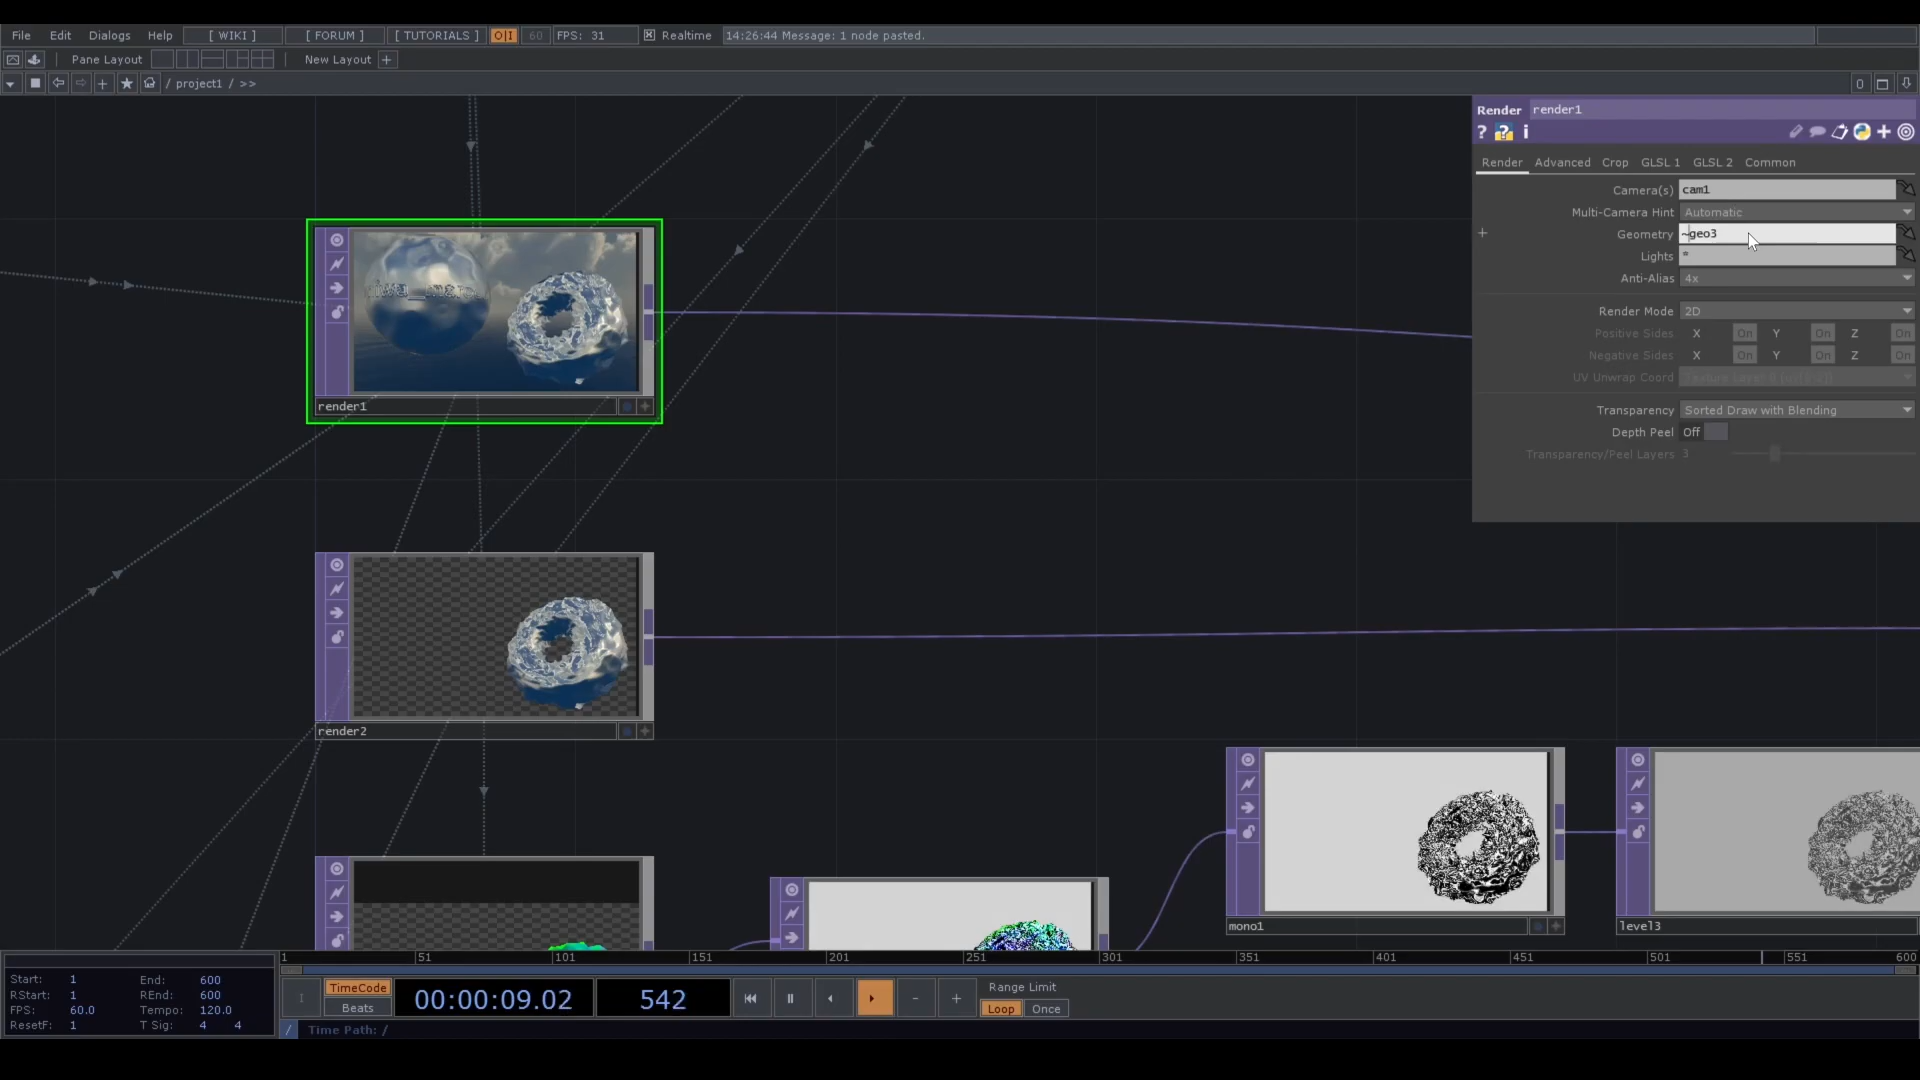 File Edit Dialogs Help [ WIKI ] [ FORUM ] [ TUTORIALS ] O|I 60 FPS: 31 Realtime 14:26:44 Message: 1 node pasted.
Pane Layout New Layout +
/ project1 / >> 0
Render render1
? ? i
Render Advanced Crop GLSL 1 GLSL 2 Common
Camera(s) cam1
Multi-Camera Hint Automatic
+ Geometry ~geo3
Lights *
Anti-Alias 4x
Render Mode 2D
Positive Sides X On Y On Z On
Negative Sides X On Y On Z On
UV Unwrap Coord
Transparency Sorted Draw with Blending
Depth Peel Off
Transparency/Peel Layers 3
render1
render2
mono1
level3
1 51 101 151 201 251 301 351 401 451 501 551 600
Start: 1 End: 600
RStart: 1 REnd: 600
FPS: 60.0 Tempo: 120.0
ResetF: 1 T Sig: 4 4
I TimeCode Beats 00:00:09.02 542 - +
Range Limit
Loop Once
/ Time Path: /